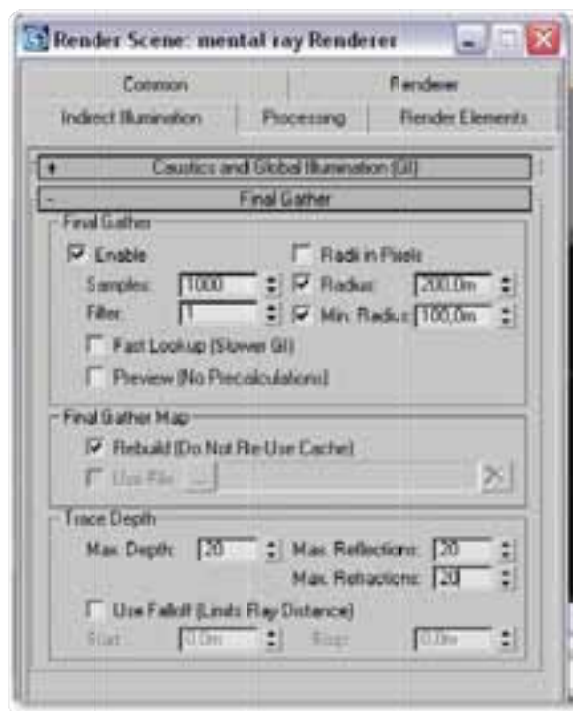 Render Scene: mental ray Renderer
Common Renderer
Indirect Illumination Processing Render Elements
+ Caustics and Global Illumination (GI)
- Final Gather
Final Gather
Enable Radii in Pixels
Samples: 1000 Radius: 200,0m
Filter: 1 Min. Radius: 100,0m
Fast Lookup (Slower GI)
Preview (No Precalculations)
Final Gather Map
Rebuild (Do Not Re-Use Cache)
Use File ...
Trace Depth
Max. Depth: 20 Max. Reflections: 20
Max. Refractions: 20
Use Falloff (Limits Ray Distance)
Start: 0,0m Stop: 0,0m